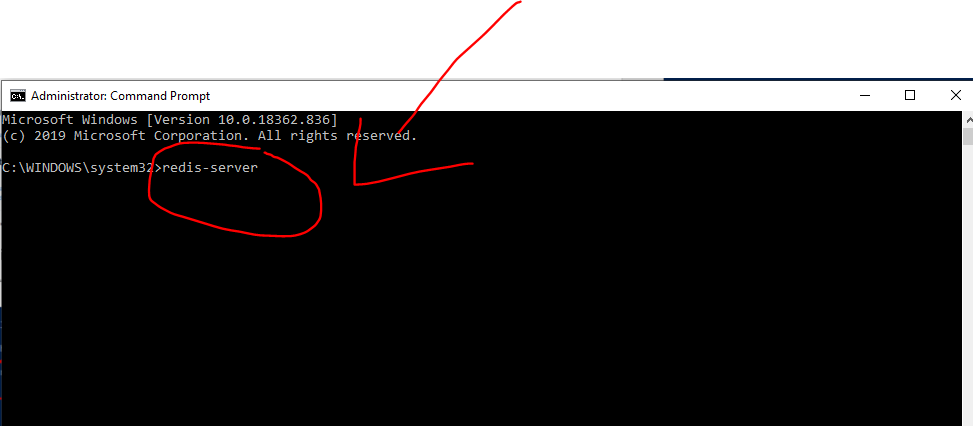 Administrator: Command Prompt
Microsoft Windows [Version 10.0.18362.836]
(c) 2019 Microsoft Corporation. All rights reserved.
C:\WINDOWS\system32>redis-server